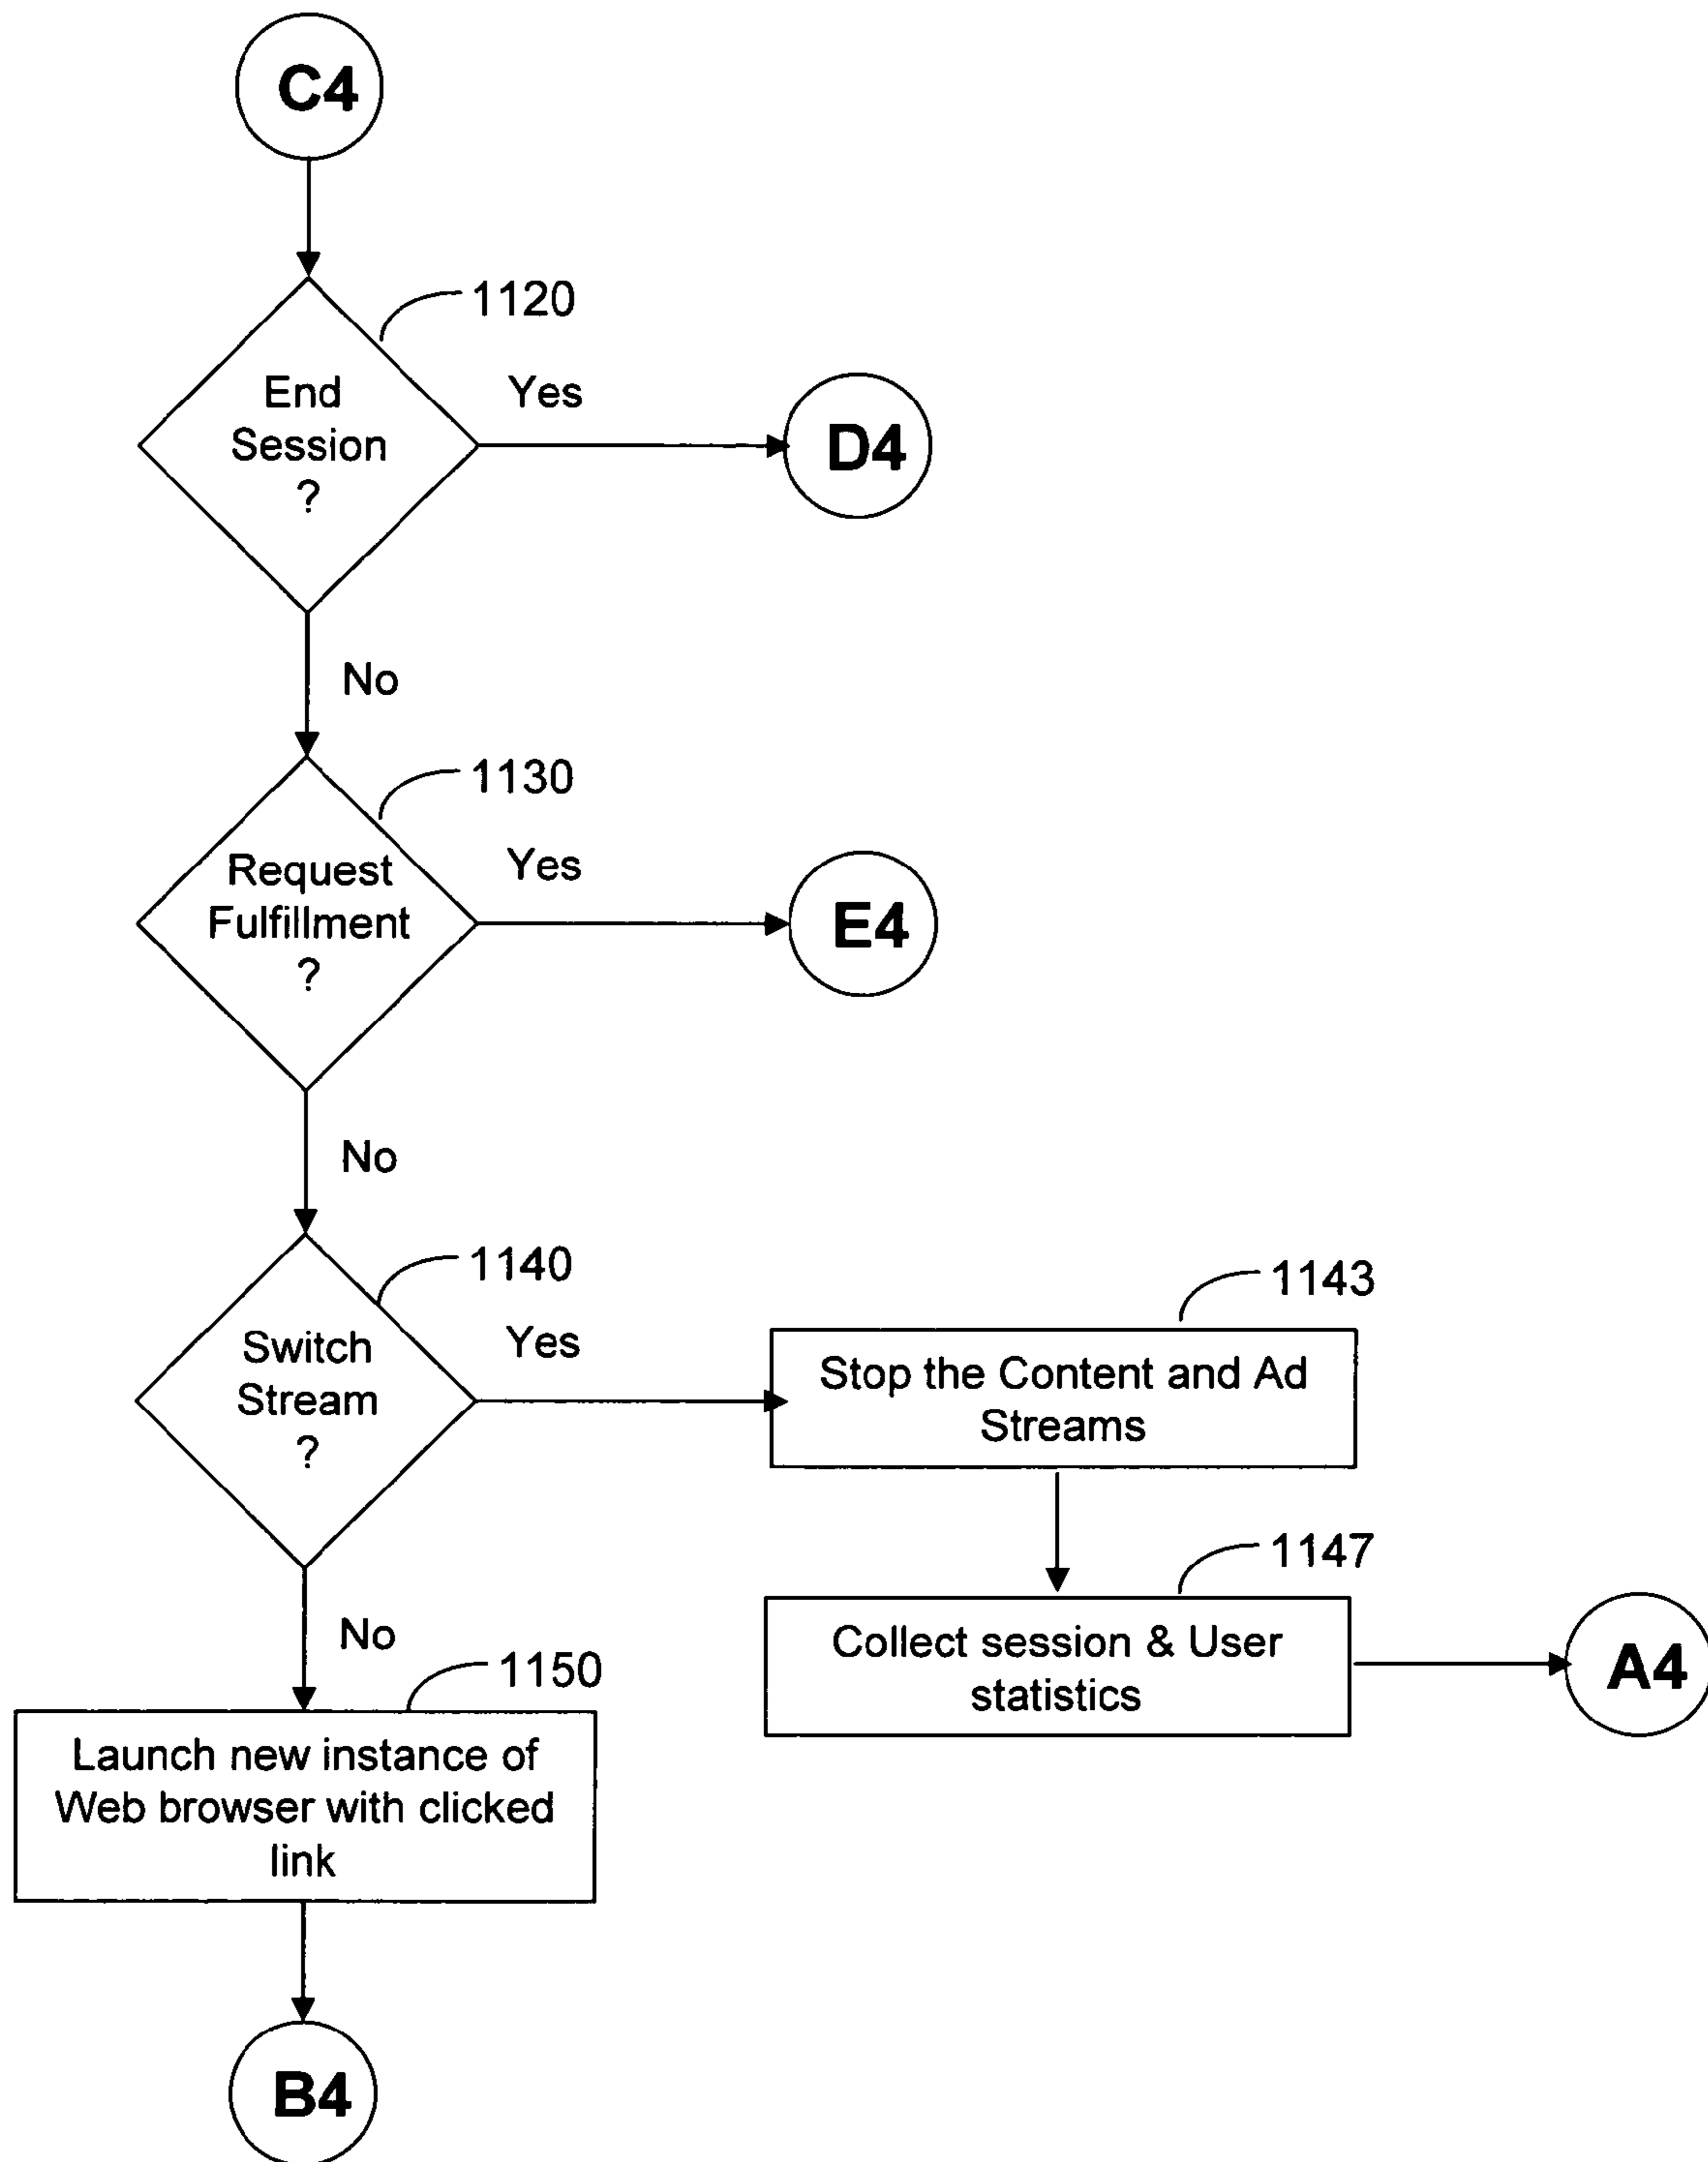 C4
1120
End
Session
?
Yes
D4
No
1130
Request
Fulfillment
?
Yes
E4
No
1140
Switch
Stream
?
Yes
1143
Stop the Content and Ad
Streams
No
1147
Collect session & User
statistics
A4
1150
Launch new instance of
Web browser with clicked
link
B4